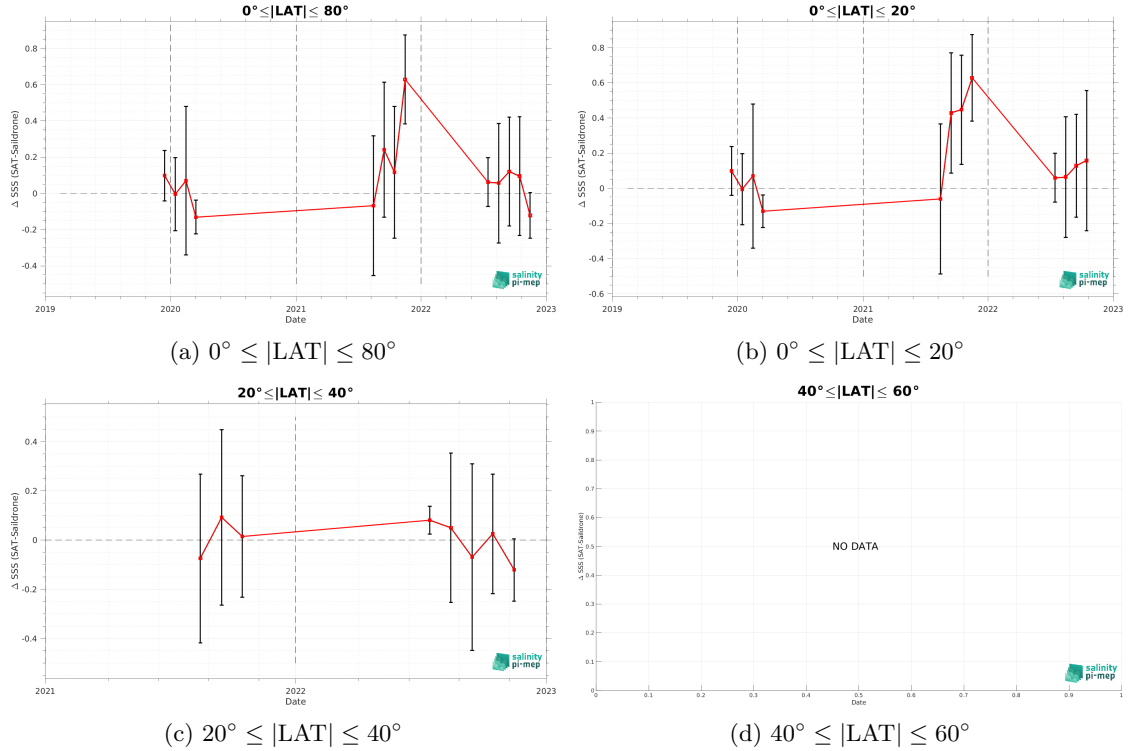 0°≤|LAT|≤ 80°
Δ SSS (SAT-Saildrone)
0.8
0.6
0.4
0.2
0
-0.2
-0.4
2019
2020
2021
2022
2023
Date
salinity
pi-mep
(a) 0° ≤ |LAT| ≤ 80°
0°≤|LAT|≤ 20°
Δ SSS (SAT-Saildrone)
0.8
0.6
0.4
0.2
0
-0.2
-0.4
-0.6
2019
2020
2021
2022
2023
Date
salinity
pi-mep
(b) 0° ≤ |LAT| ≤ 20°
20°≤|LAT|≤ 40°
Δ SSS (SAT-Saildrone)
0.4
0.2
0
-0.2
-0.4
2021
2022
2023
Date
salinity
pi-mep
(c) 20° ≤ |LAT| ≤ 40°
40°≤|LAT|≤ 60°
Δ SSS (SAT-Saildrone)
1
0.9
0.8
0.7
0.6
0.5
0.4
0.3
0.2
0.1
0
NO DATA
0
0.1
0.2
0.3
0.4
0.5
0.6
0.7
0.8
0.9
1
Date
salinity
pi-mep
(d) 40° ≤ |LAT| ≤ 60°